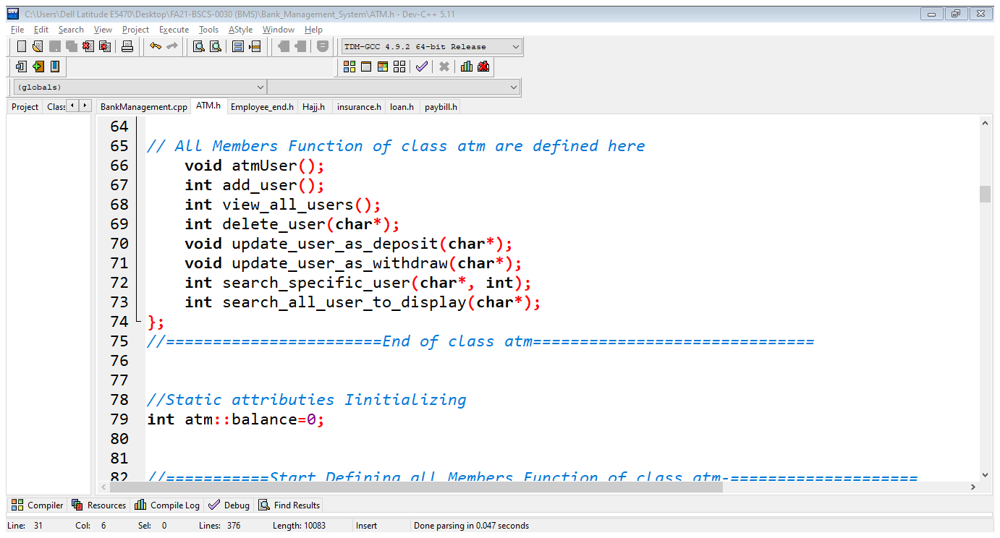 C:\Users\Dell Latitude E5470\Desktop\FA21-BSCS-0030 (BMS)\Bank_Management_System\ATM.h - Dev-C++ 5.11
File Edit Search View Project Execute Tools AStyle Window Help
TDM-GCC 4.9.2 64-bit Release
(globals)
Project Clas BankManagement.cpp ATM.h Employee_end.h Hajj.h insurance.h loan.h paybill.h
64
65 // All Members Function of class atm are defined here
66 void atmUser();
67 int add_user();
68 int view_all_users();
69 int delete_user(char*);
70 void update_user_as_deposit(char*);
71 void update_user_as_withdraw(char*);
72 int search_specific_user(char*, int);
73 int search_all_user_to_display(char*);
74 };
75 //=======================End of class atm==============================
76
77
78 //Static attributies Iinitializing
79 int atm::balance=0;
80
81
82 //===========Start Defining all Members Function of class atm-====================
Compiler Resources Compile Log Debug Find Results
Line: 31 Col: 6 Sel: 0 Lines: 376 Length: 10083 Insert Done parsing in 0.047 seconds